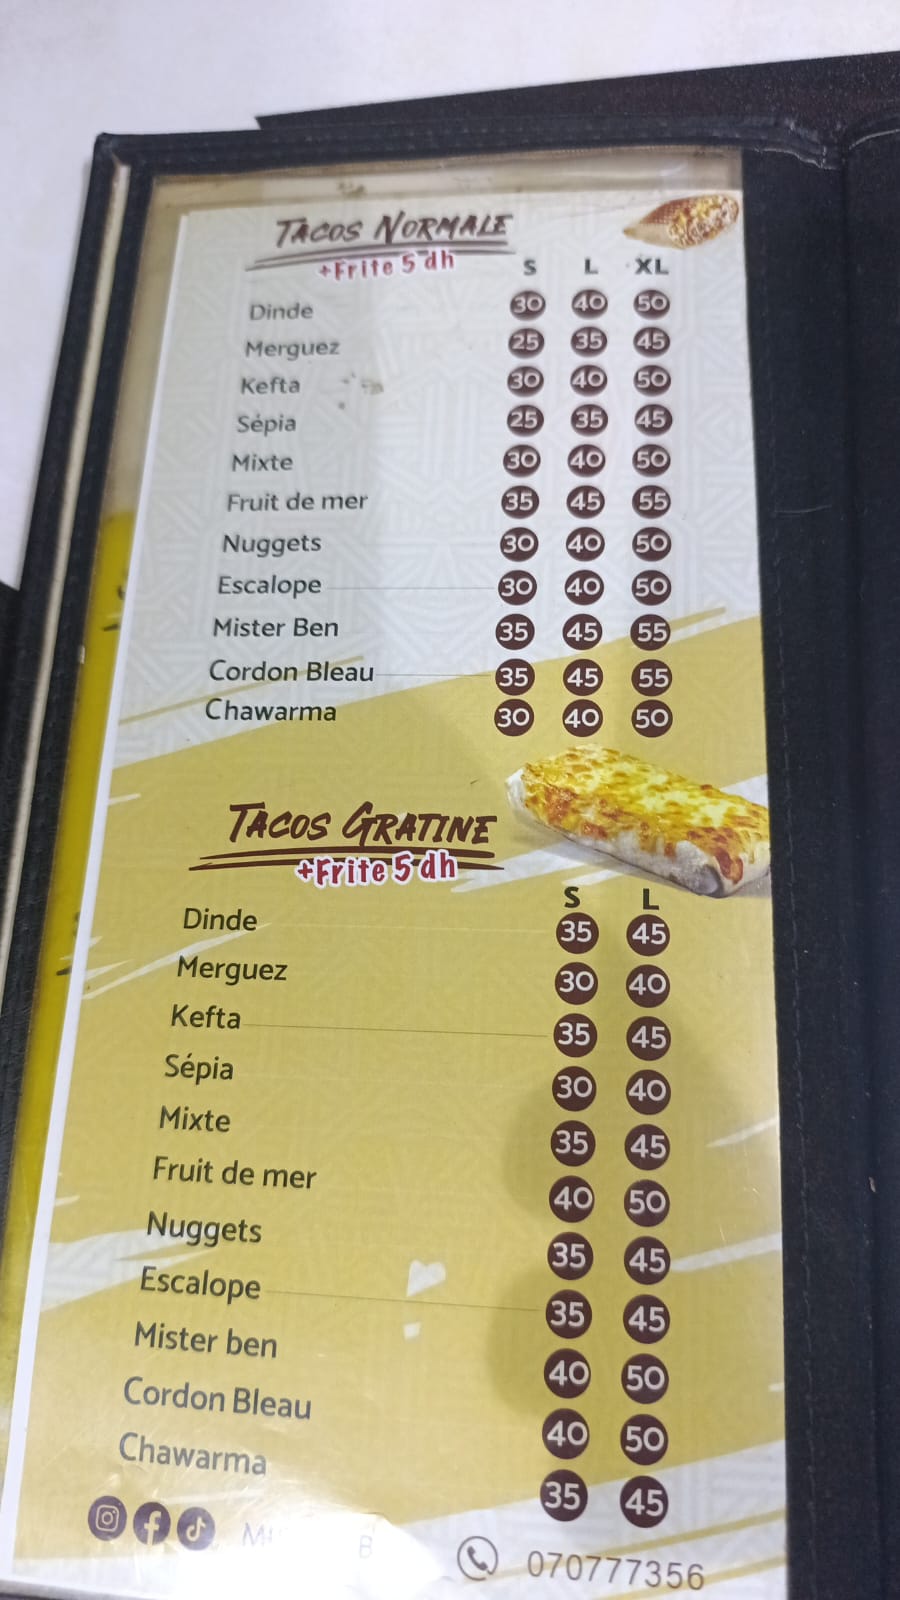 TACOS NORMALE
+Frite 5 dh
S L XL
Dinde 30 40 50
Merguez 25 35 45
Kefta 30 40 50
Sépia 25 35 45
Mixte 30 40 50
Fruit de mer 35 45 55
Nuggets 30 40 50
Escalope 30 40 50
Mister Ben 35 45 55
Cordon Bleau 35 45 55
Chawarma 30 40 50
TACOS GRATINE
+Frite 5 dh
S L
Dinde 35 45
Merguez 30 40
Kefta 35 45
Sépia 30 40
Mixte 35 45
Fruit de mer 40 50
Nuggets 35 45
Escalope 35 45
Mister ben 40 50
Cordon Bleau 40 50
Chawarma 35 45
070777356